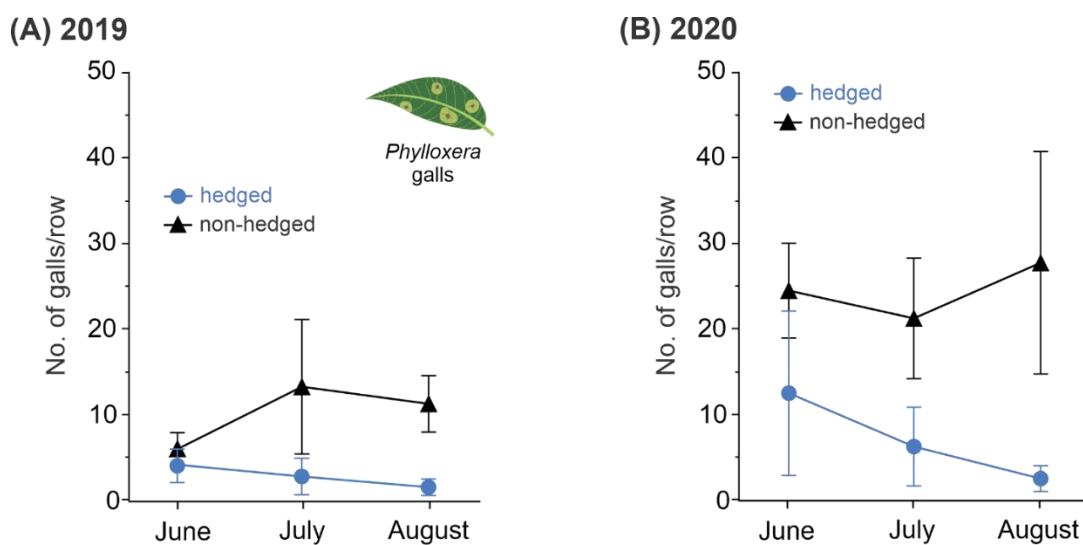 (A) 2019
No. of galls/row
50
40
30
20
10
0
Phylloxera
galls
hedged
non-hedged
June July August
(B) 2020
No. of galls/row
50
40
30
20
10
0
hedged
non-hedged
June July August